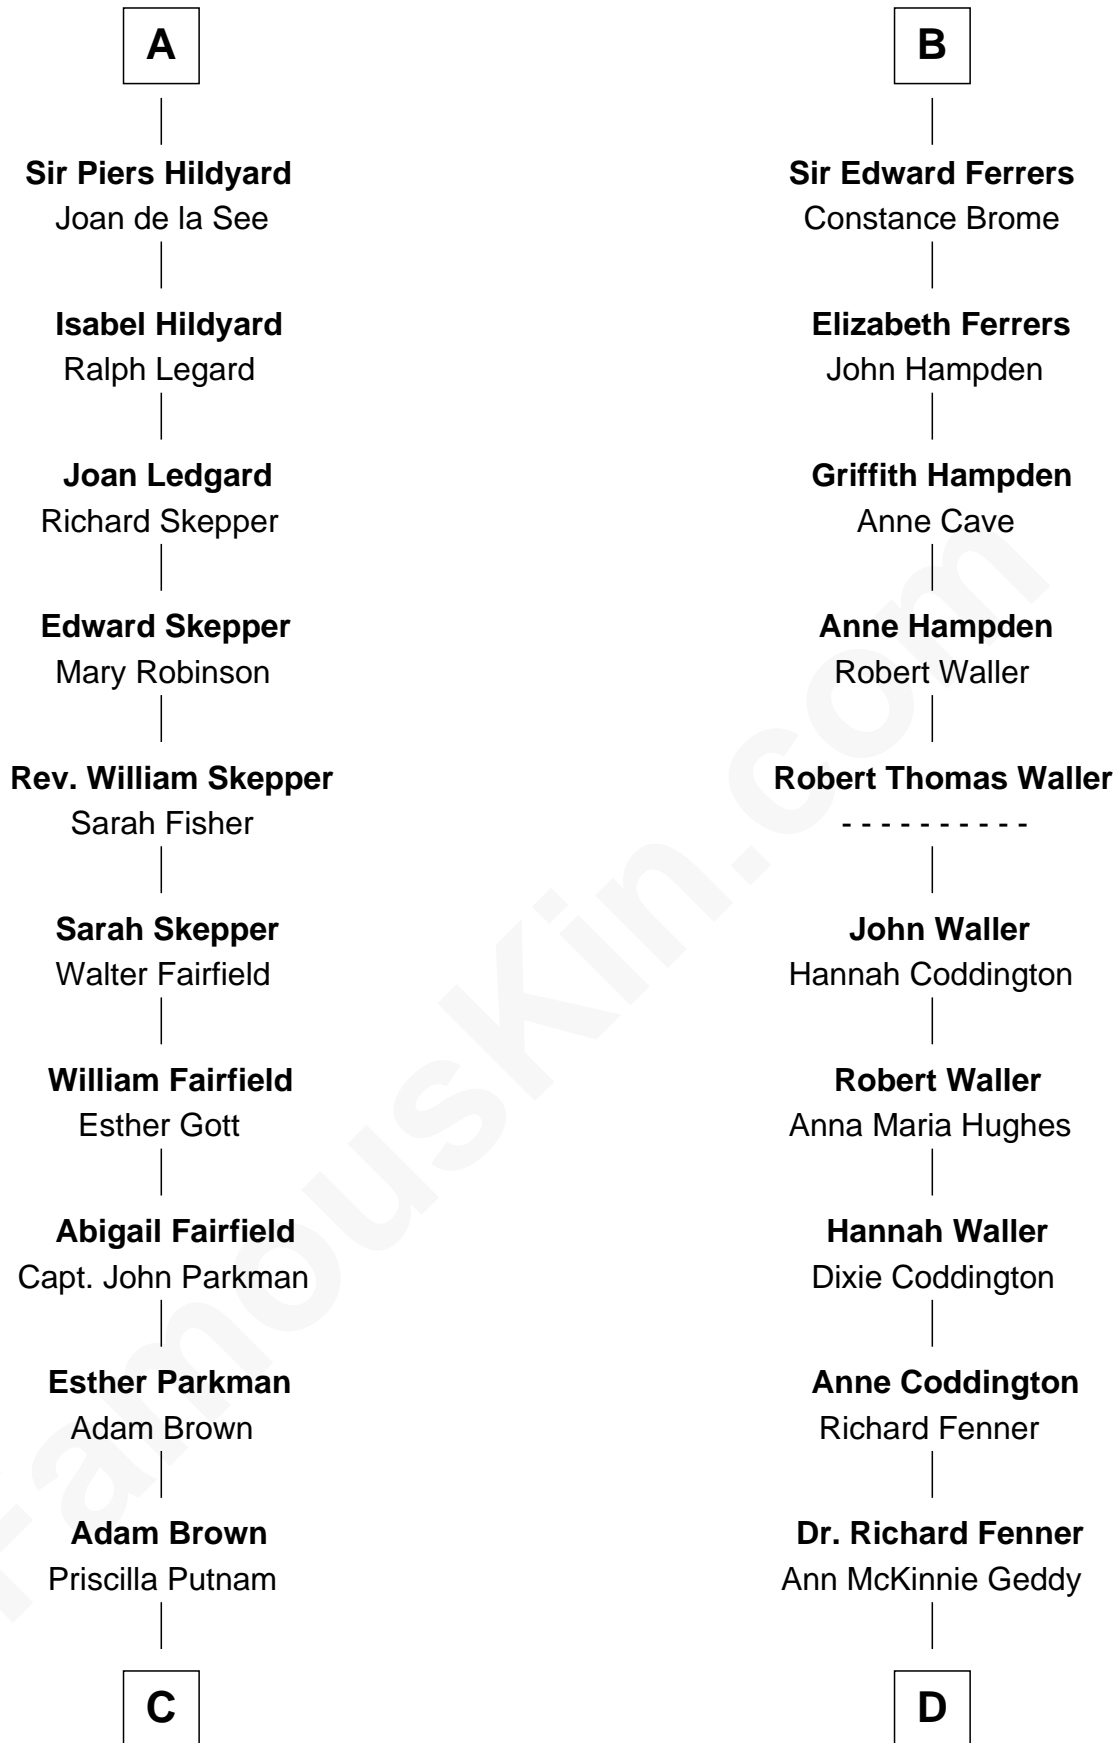 A
Sir Piers Hildyard
Joan de la See
Isabel Hildyard
Ralph Legard
Joan Ledgard
Richard Skepper
Edward Skepper
Mary Robinson
Rev. William Skepper
Sarah Fisher
Sarah Skepper
Walter Fairfield
William Fairfield
Esther Gott
Abigail Fairfield
Capt. John Parkman
Esther Parkman
Adam Brown
Adam Brown
Priscilla Putnam
C
B
Sir Edward Ferrers
Constance Brome
Elizabeth Ferrers
John Hampden
Griffith Hampden
Anne Cave
Anne Hampden
Robert Waller
Robert Thomas Waller
- - - - - - - - - -
John Waller
Hannah Coddington
Robert Waller
Anna Maria Hughes
Hannah Waller
Dixie Coddington
Anne Coddington
Richard Fenner
Dr. Richard Fenner
Ann McKinnie Geddy
D
FamousKin.com